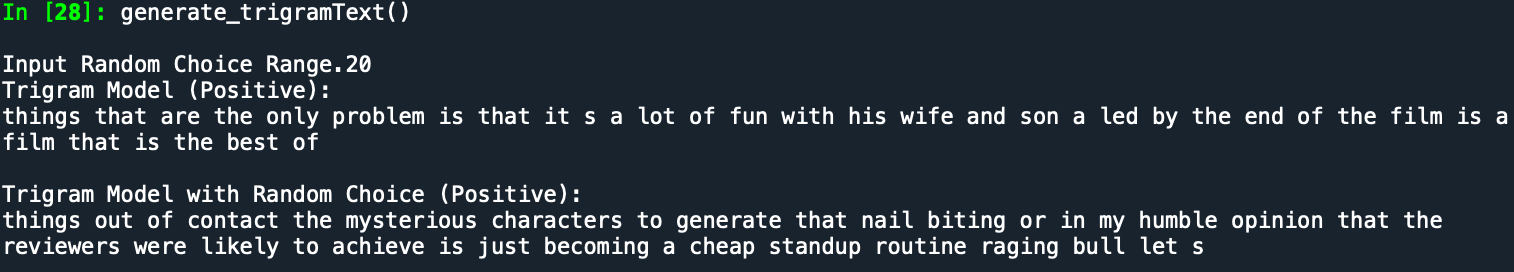 In [28]: generate_trigramText()
Input Random Choice Range.20
Trigram Model (Positive):
things that are the only problem is that it s a lot of fun with his wife and son a led by the end of the film is a
film that is the best of
Trigram Model with Random Choice (Positive):
things out of contact the mysterious characters to generate that nail biting or in my humble opinion that the
reviewers were likely to achieve is just becoming a cheap standup routine raging bull let s